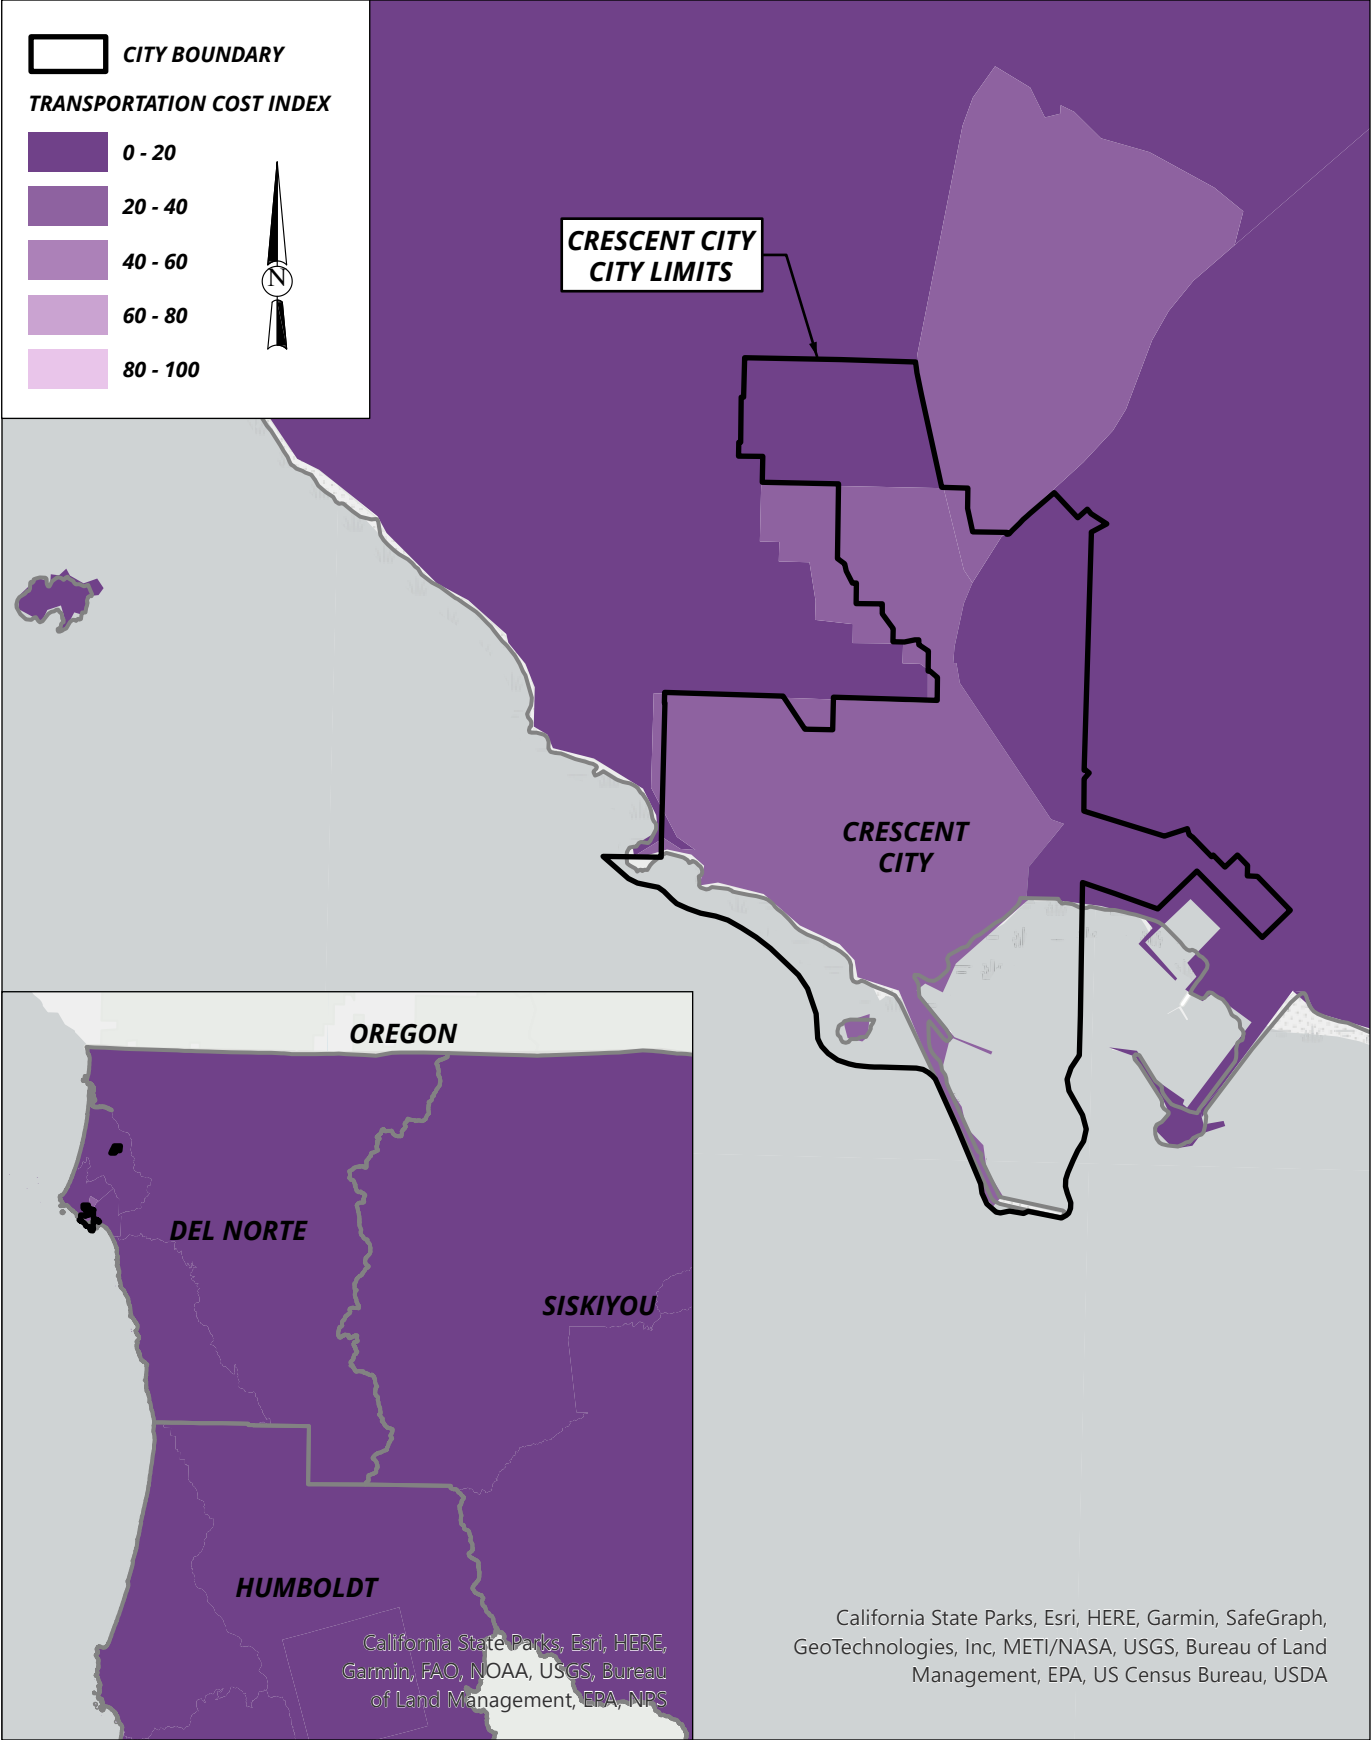 CITY BOUNDARY
TRANSPORTATION COST INDEX
0 - 20
20 - 40
40 - 60
60 - 80
80 - 100
N
CRESCENT CITY
CITY LIMITS
CRESCENT
CITY
OREGON
DEL NORTE
SISKIYOU
HUMBOLDT
California State Parks, Esri, HERE,
Garmin, FAO, NOAA, USGS, Bureau
of Land Management, EPA, NPS
California State Parks, Esri, HERE, Garmin, SafeGraph,
GeoTechnologies, Inc, METI/NASA, USGS, Bureau of Land
Management, EPA, US Census Bureau, USDA